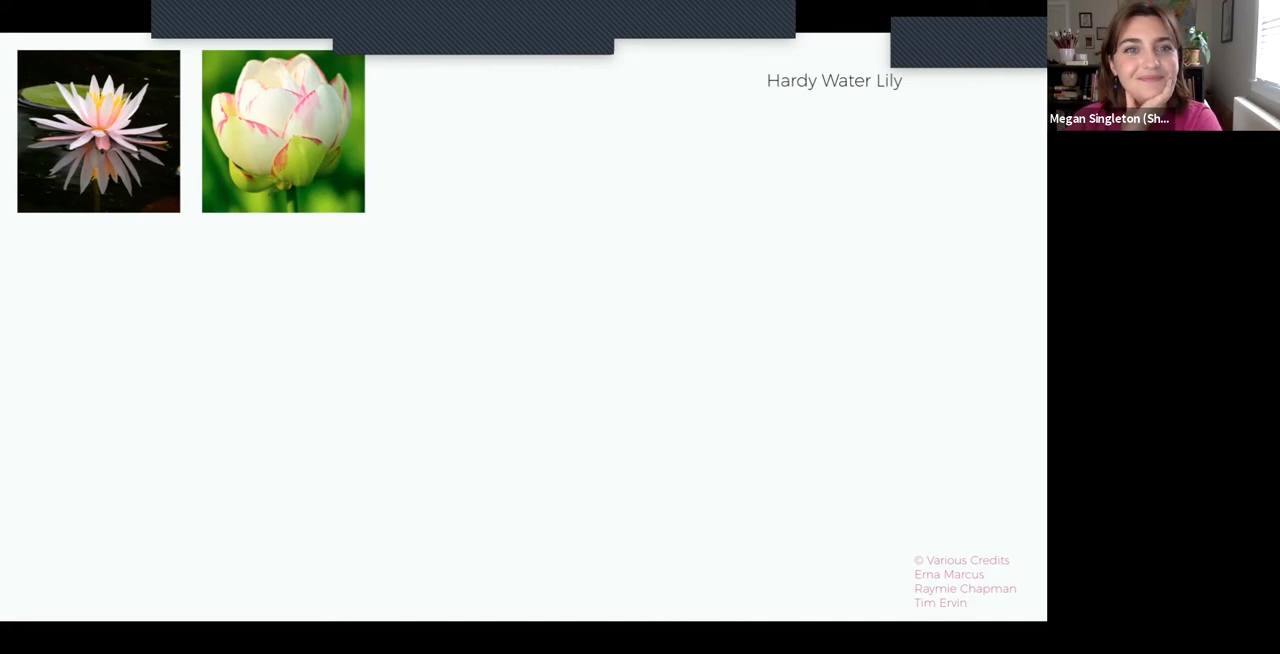 Hardy Water Lily
Megan Singleton (Sh...
© Various Credits
Erna Marcus
Raymie Chapman
Tim Ervin